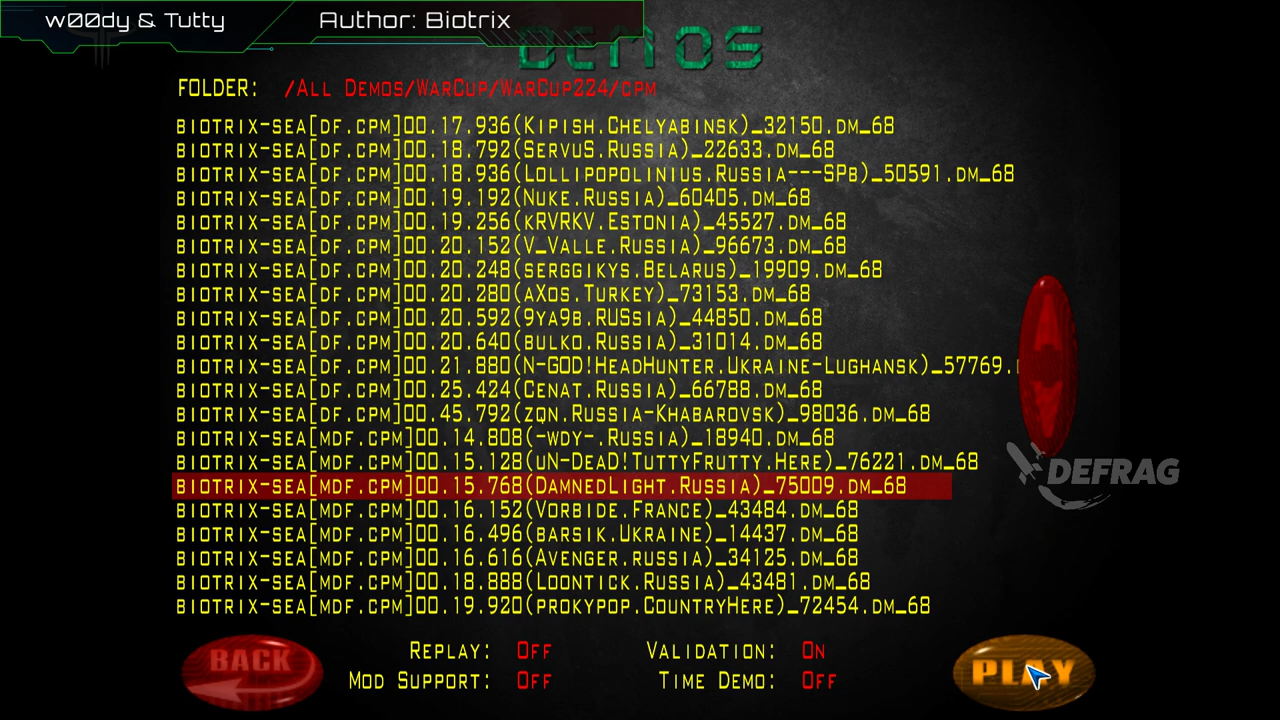 w00dy & Tutty
Author: Biotrix
DEMOS
FOLDER: /All Demos/WarCup/WarCup224/cpm
biotrix-sea[df.cpm]00.17.936(Kipish.Chelyabinsk)_32150.dm_68
biotrix-sea[df.cpm]00.18.792(ServuS.Russia)_22633.dm_68
biotrix-sea[df.cpm]00.18.936(Lollipopolinius.Russia---SPb)_50591.dm_68
biotrix-sea[df.cpm]00.19.192(Nuke.Russia)_60405.dm_68
biotrix-sea[df.cpm]00.19.256(kRVRKV.Estonia)_45527.dm_68
biotrix-sea[df.cpm]00.20.152(V_Valle.Russia)_96673.dm_68
biotrix-sea[df.cpm]00.20.248(serggikys.Belarus)_19909.dm_68
biotrix-sea[df.cpm]00.20.280(aXos.Turkey)_73153.dm_68
biotrix-sea[df.cpm]00.20.592(9ya9b.RUSsia)_44850.dm_68
biotrix-sea[df.cpm]00.20.640(bulko.Russia)_31014.dm_68
biotrix-sea[df.cpm]00.21.880(N-GOD!HeadHunter.Ukraine-Lughansk)_57769.
biotrix-sea[df.cpm]00.25.424(Cenat.Russia)_66788.dm_68
biotrix-sea[df.cpm]00.45.792(zqn.Russia-Khabarovsk)_98036.dm_68
biotrix-sea[mdf.cpm]00.14.808(-wdy-.Russia)_18940.dm_68
biotrix-sea[mdf.cpm]00.15.128(uN-DeaD!TuttyFrutty.Here)_76221.dm_68
biotrix-sea[mdf.cpm]00.15.768(DamnedLight.Russia)_75009.dm_68
biotrix-sea[mdf.cpm]00.16.152(Vorbide.France)_43484.dm_68
biotrix-sea[mdf.cpm]00.16.496(barsik.Ukraine)_14437.dm_68
biotrix-sea[mdf.cpm]00.16.616(Avenger.russia)_34125.dm_68
biotrix-sea[mdf.cpm]00.18.888(Loontick.Russia)_43481.dm_68
biotrix-sea[mdf.cpm]00.19.920(prokypop.CountryHere)_72454.dm_68
DEFRAG
BACK
Replay: Off
Validation: On
Mod Support: Off
Time Demo: Off
PLAY